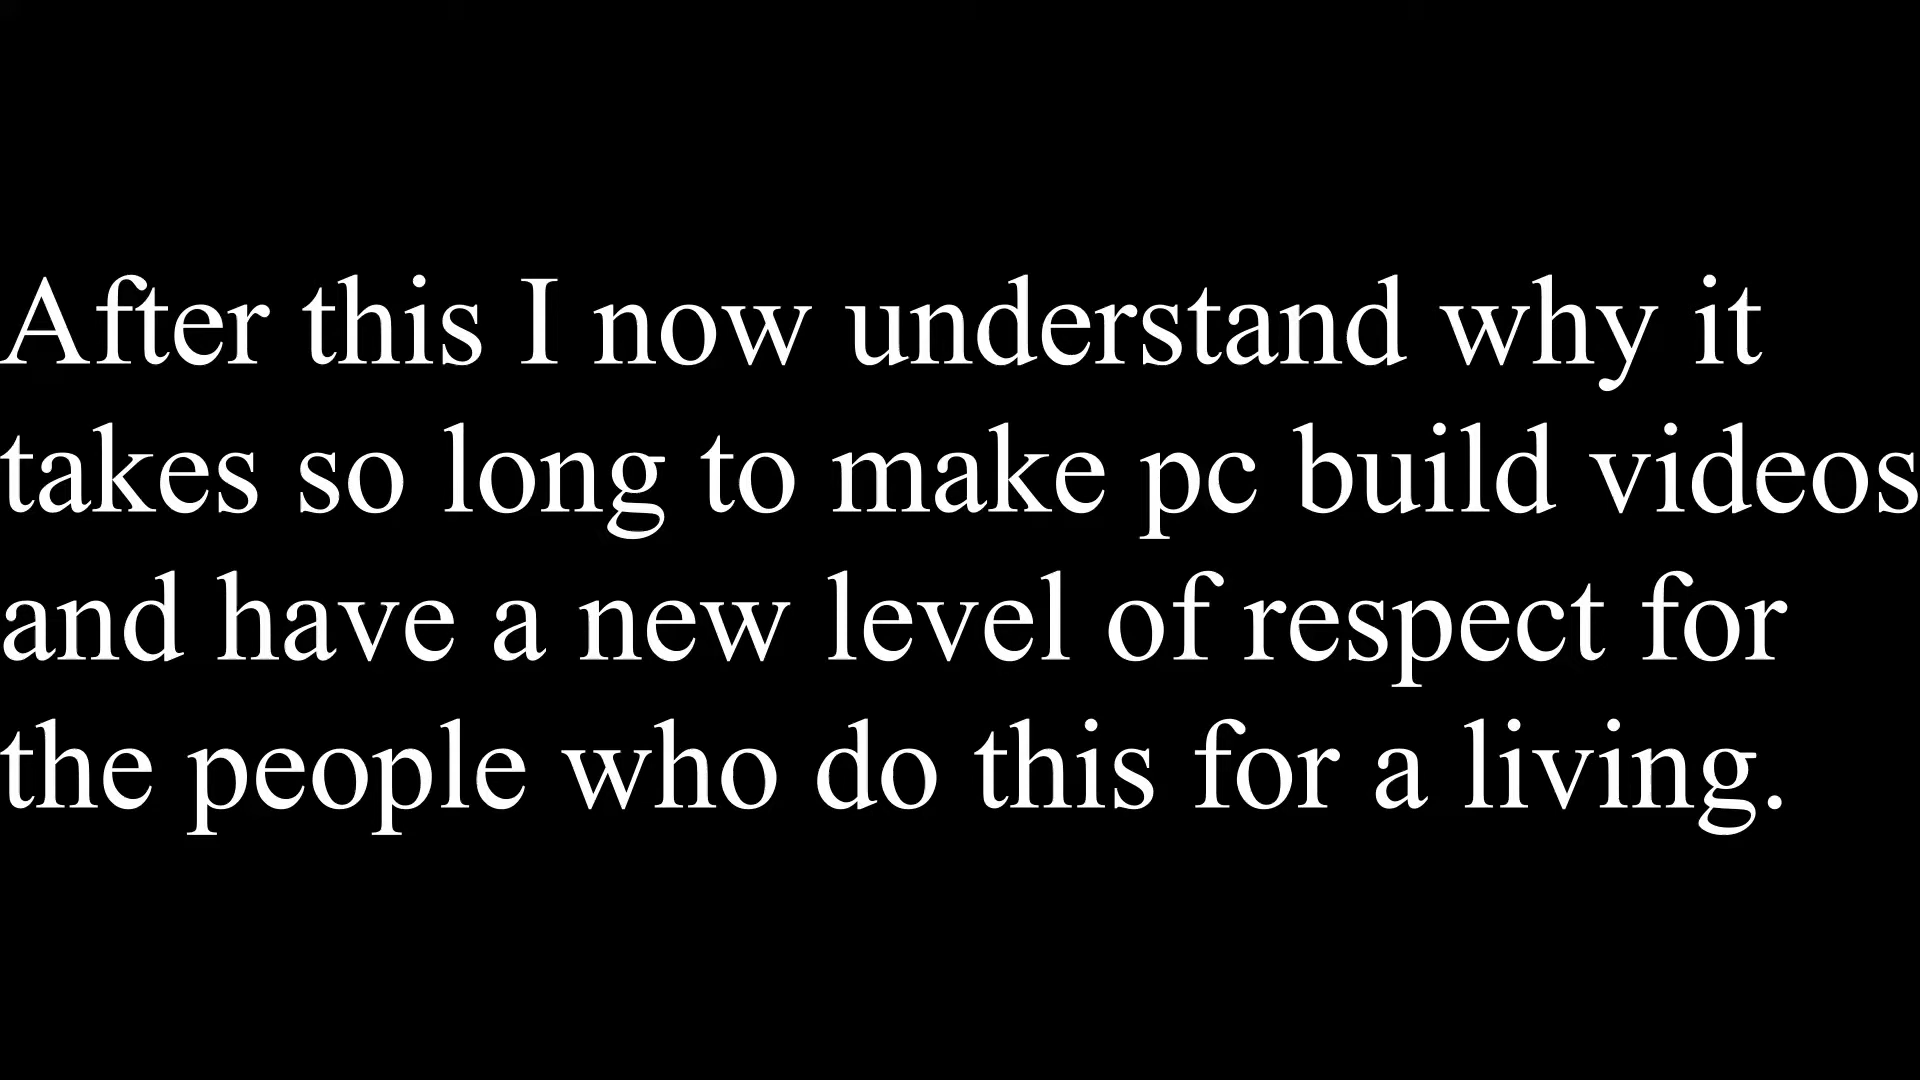 After this I now understand why it
takes so long to make pc build videos
and have a new level of respect for
the people who do this for a living.